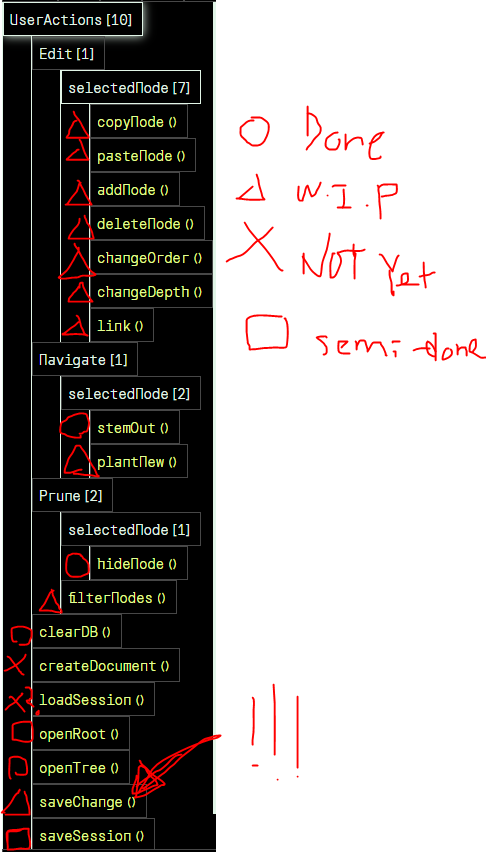 UserActions [10]
Edit [1]
selectedNode [7]
copyNode ()
pasteNode ()
addNode ()
deleteNode ()
changeOrder ()
changeDepth ()
link ()
Navigate [1]
selectedNode [2]
stemOut ()
plantNew ()
Prune [2]
selectedNode [1]
hideNode ()
filterNodes ()
clearDB ()
createDocument ()
?
loadSession ()
openRoot ()
openTree ()
saveChange ()
saveSession ()
Done
W.I.P
NOT Yet
semi-done
!!!